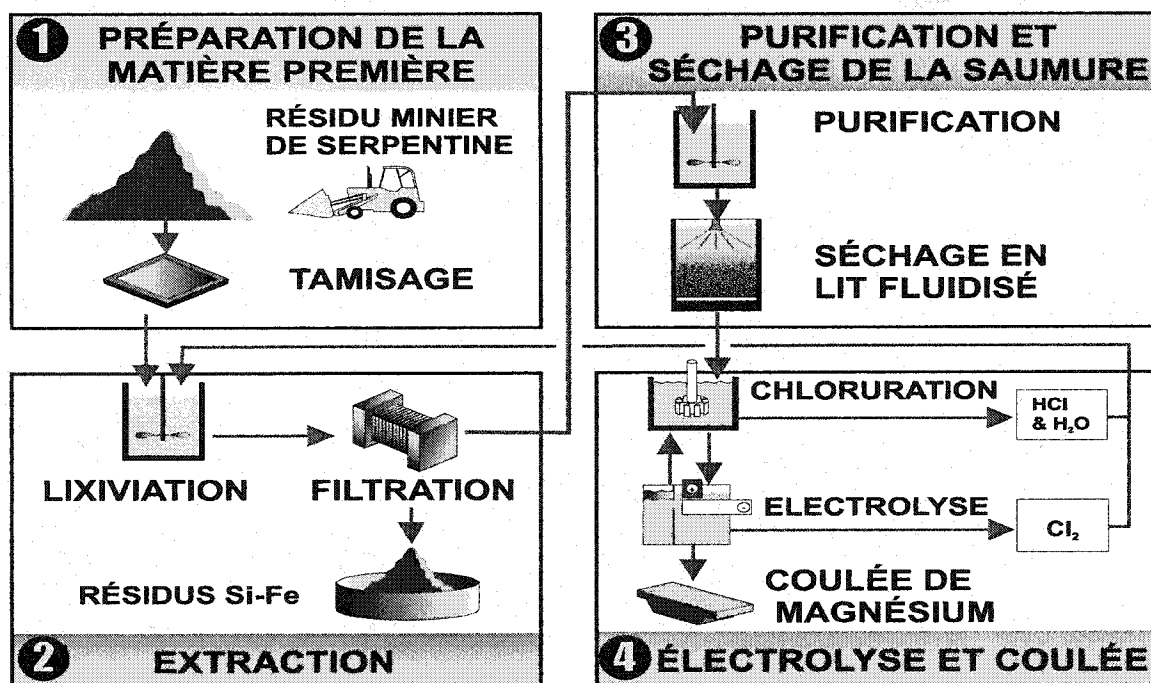 1 PRÉPARATION DE LA
MATIÈRE PREMIÈRE
RÉSIDU MINIER
DE SERPENTINE
TAMISAGE
LIXIVIATION
FILTRATION
RÉSIDUS Si-Fe
2 EXTRACTION
3 PURIFICATION ET
SÉCHAGE DE LA SAUMURE
PURIFICATION
SÉCHAGE EN
LIT FLUIDISÉ
CHLORURATION
HCl
& H₂O
ELECTROLYSE
Cl₂
COULÉE DE
MAGNÉSIUM
4 ÉLECTROLYSE ET COULÉE